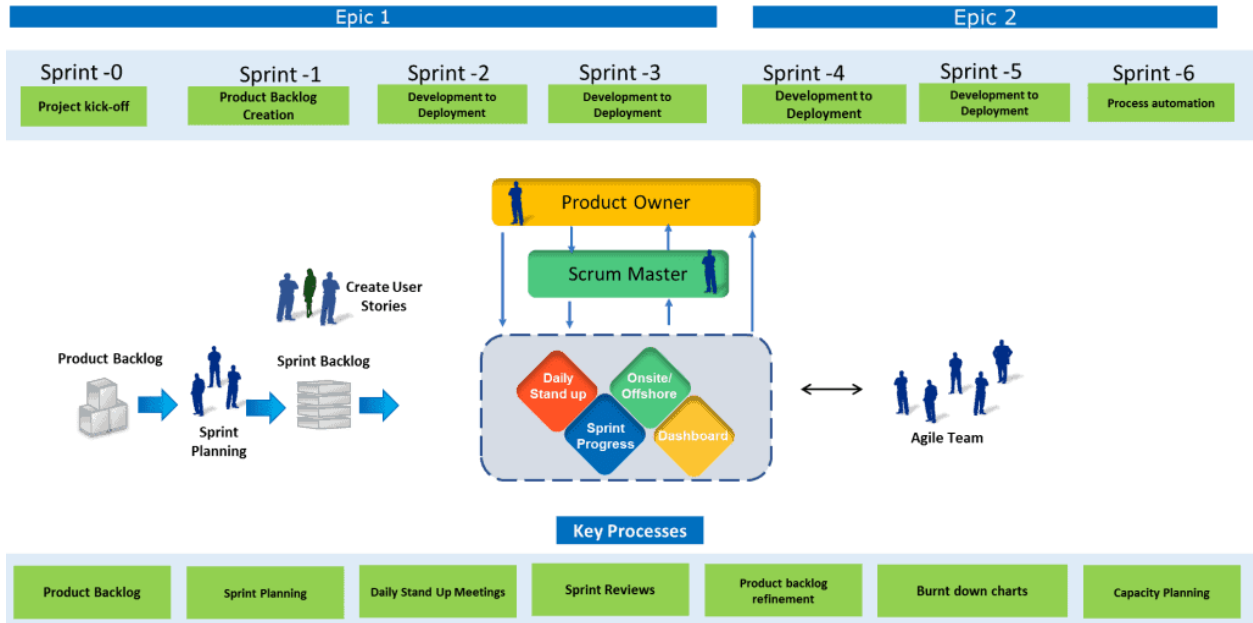 Epic 1
Epic 2
Sprint -0
Sprint -1
Sprint -2
Sprint -3
Sprint -4
Sprint -5
Sprint -6
Project kick-off
Product Backlog
Creation
Development to
Deployment
Development to
Deployment
Development to
Deployment
Development to
Deployment
Process automation
Product Owner
Scrum Master
Create User
Stories
Product Backlog
Sprint Planning
Sprint Backlog
Daily
Stand up
Onsite/
Offshore
Sprint
Progress
Dashboard
Agile Team
Key Processes
Product Backlog
Sprint Planning
Daily Stand Up Meetings
Sprint Reviews
Product backlog
refinement
Burnt down charts
Capacity Planning